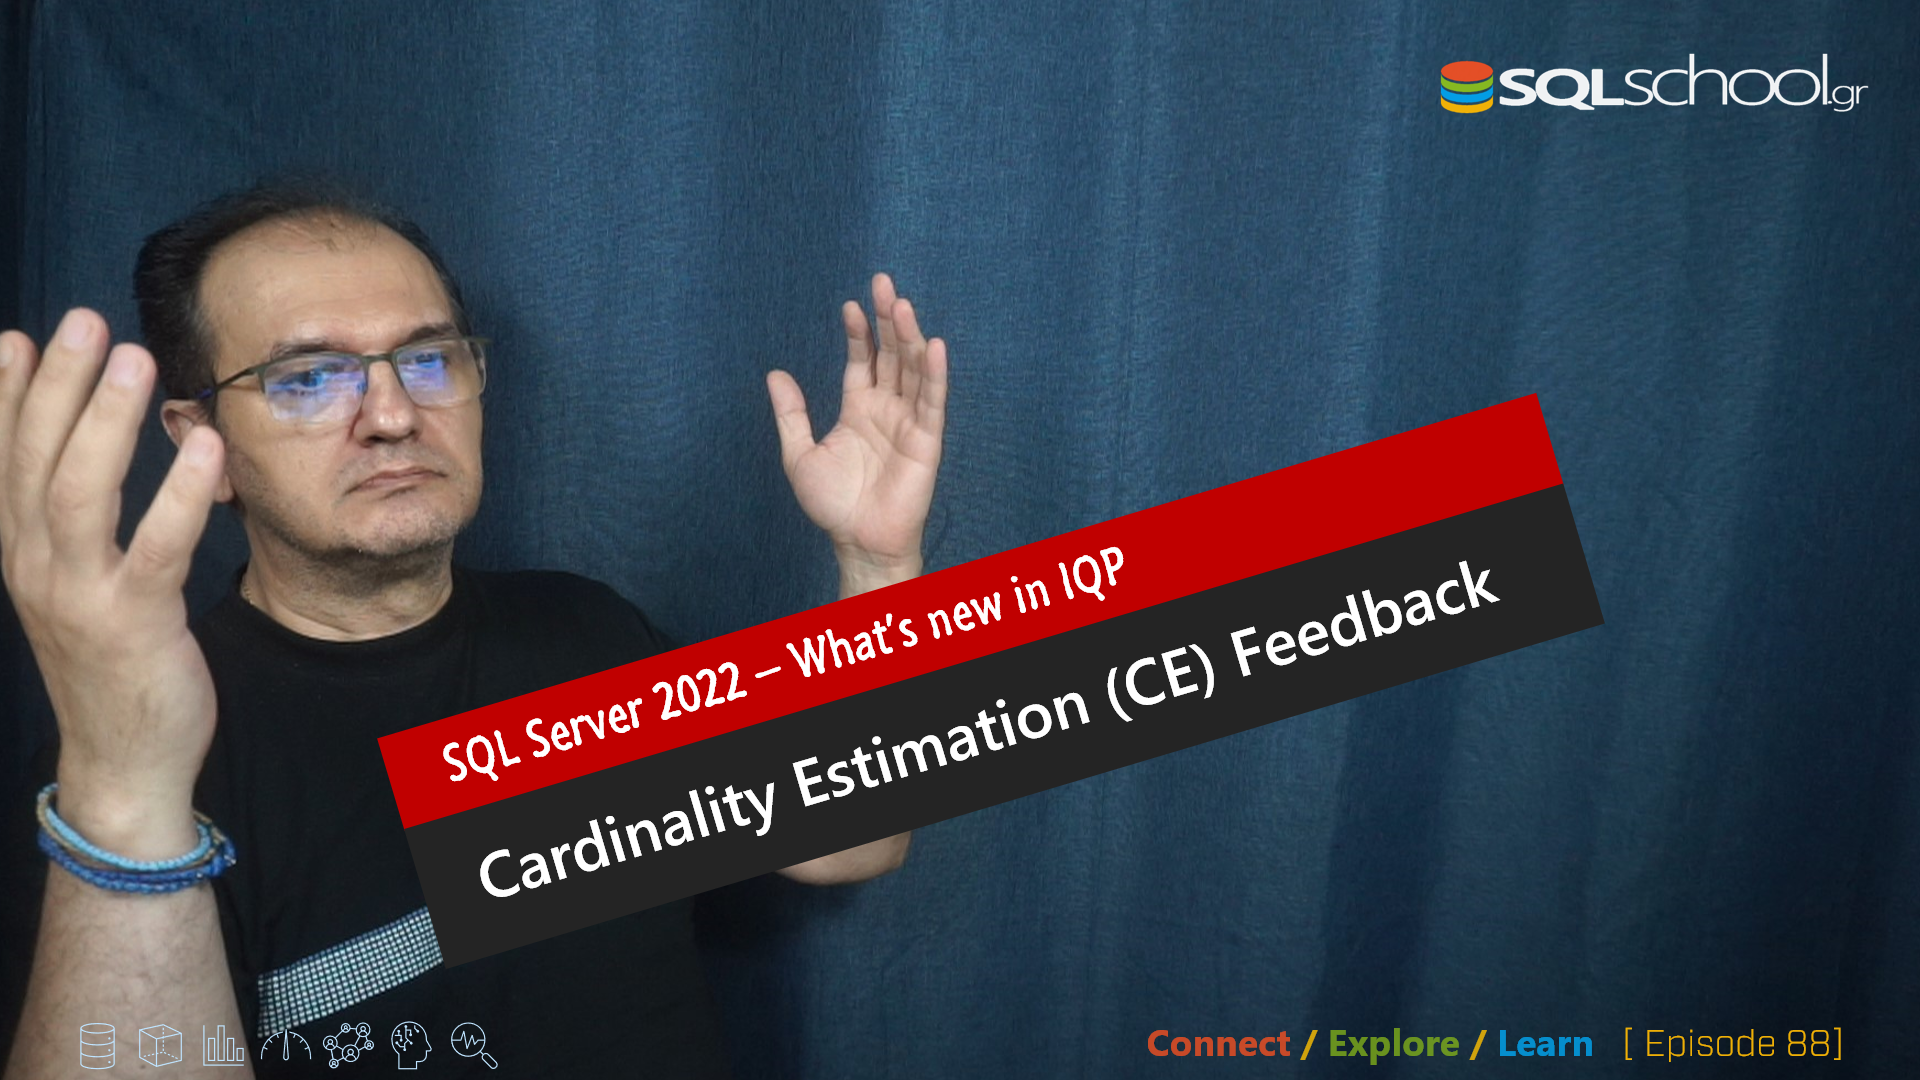 SQLschool.gr
SQL Server 2022 – What's new in IQP
Cardinality Estimation (CE) Feedback
Connect / Explore / Learn [ Episode 88]